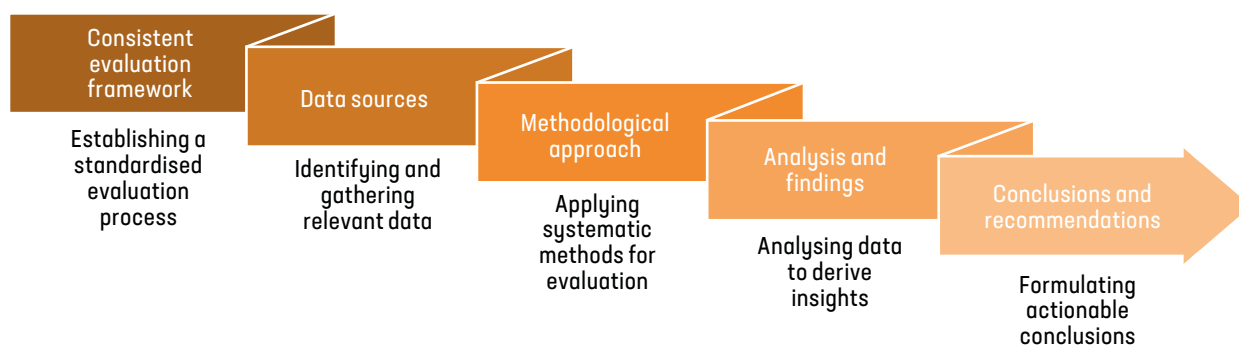 Consistent
evaluation
framework
Establishing a
standardised
evaluation
process
Data sources
Identifying and
gathering
relevant data
Methodological
approach
Applying
systematic
methods for
evaluation
Analysis and
findings
Analysing data
to derive
insights
Conclusions and
recommendations
Formulating
actionable
conclusions